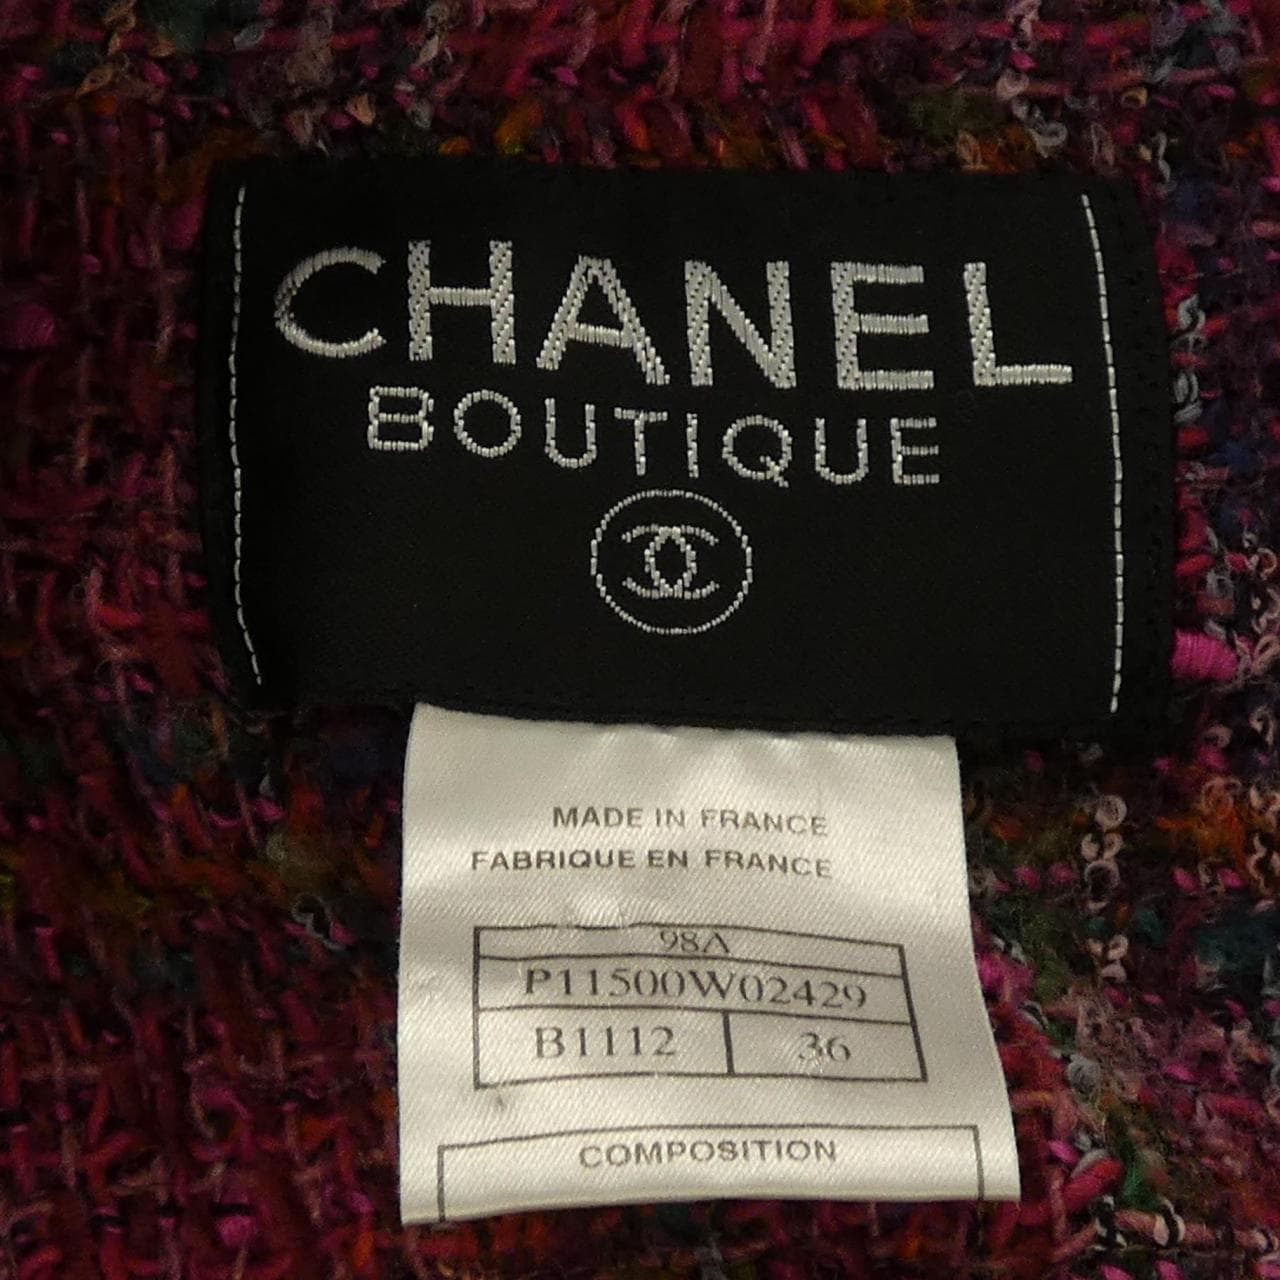 CHANEL
BOUTIQUE
MADE IN FRANCE
FABRIQUE EN FRANCE
98A
P11500W02429
B1112 36
COMPOSITION